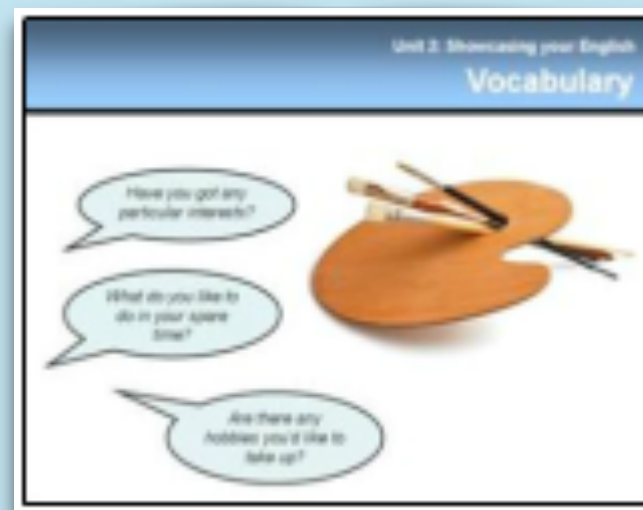 Unit 2: Showcasing your English
Vocabulary
Have you got any
particular interests?
What do you like to
do in your spare
time?
Are there any
hobbies you'd like to
take up?